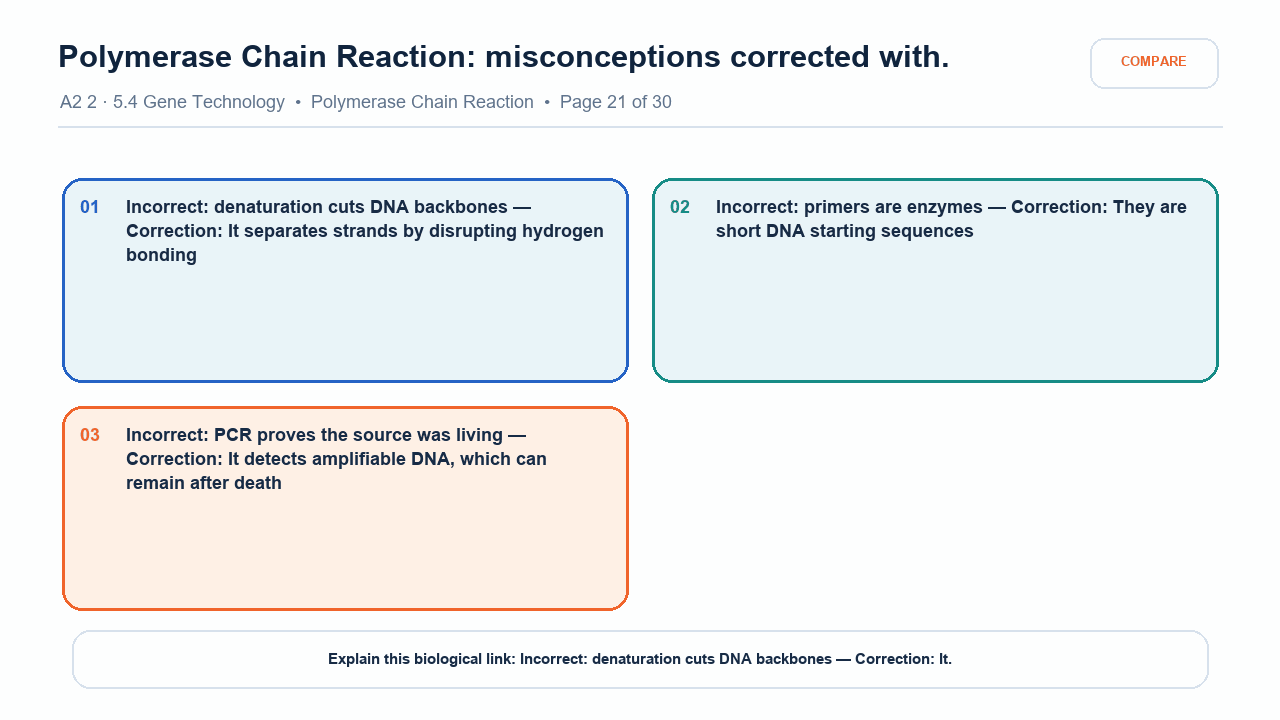 Polymerase Chain Reaction: misconceptions corrected with.
COMPARE
A2 2 · 5.4 Gene Technology • Polymerase Chain Reaction • Page 21 of 30
01 Incorrect: denaturation cuts DNA backbones —
Correction: It separates strands by disrupting hydrogen
bonding
02 Incorrect: primers are enzymes — Correction: They are
short DNA starting sequences
03 Incorrect: PCR proves the source was living —
Correction: It detects amplifiable DNA, which can
remain after death
Explain this biological link: Incorrect: denaturation cuts DNA backbones — Correction: It.